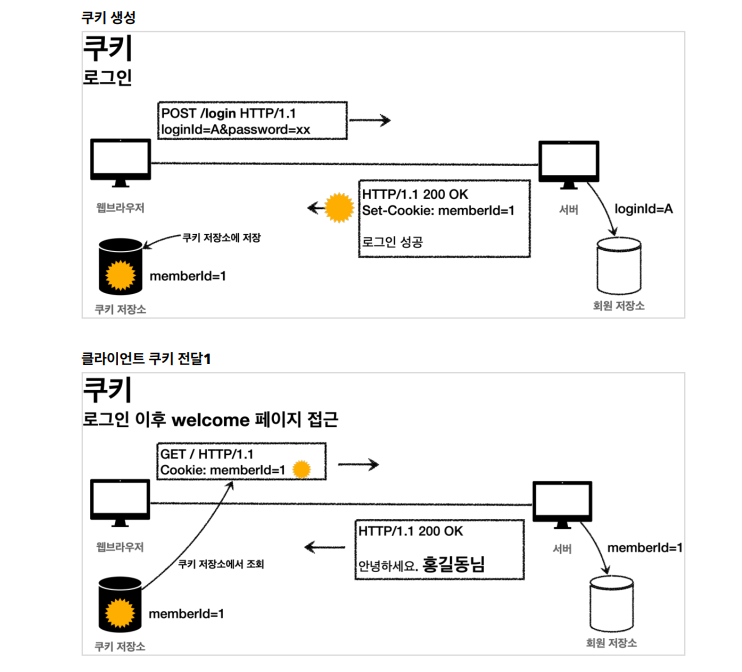 쿠키 생성
쿠키
로그인
POST /login HTTP/1.1
loginId=A&password=xx
HTTP/1.1 200 OK
Set-Cookie: memberId=1
로그인 성공
웹브라우저
서버
loginId=A
쿠키 저장소에 저장
memberId=1
쿠키 저장소
회원 저장소
클라이언트 쿠키 전달1
쿠키
로그인 이후 welcome 페이지 접근
GET / HTTP/1.1
Cookie: memberId=1
HTTP/1.1 200 OK
안녕하세요. 홍길동님
웹브라우저
서버
memberId=1
쿠키 저장소에서 조회
memberId=1
쿠키 저장소
회원 저장소